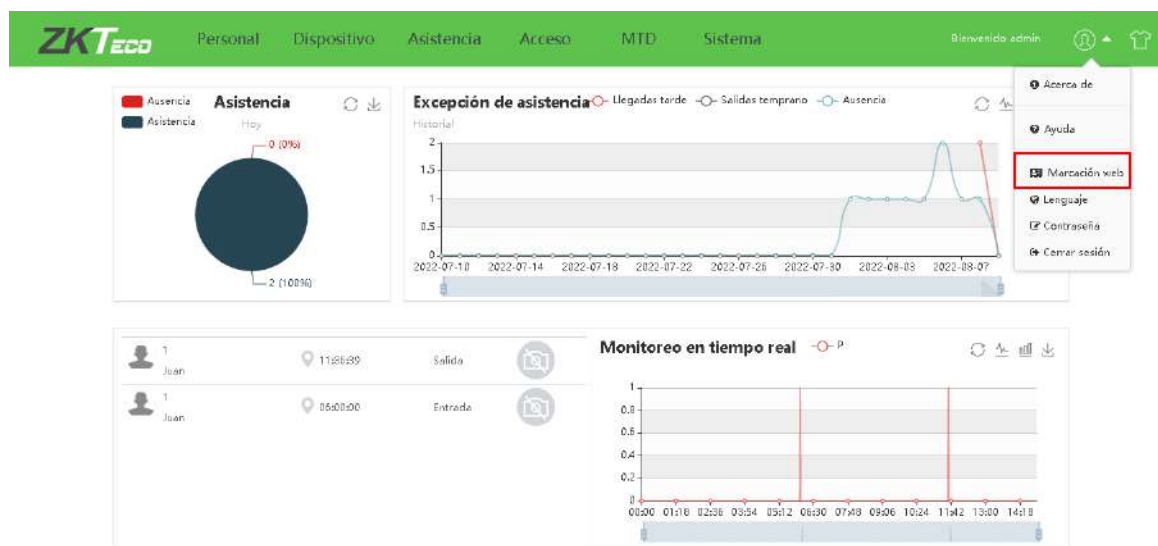 ZKTeco Personal Dispositivo Asistencia Acceso MTD Sistema Bienvenido admin
Acerca de
Ayuda
Marcación web
Lenguaje
Contraseña
Cerrar sesión
Ausencia
Asistencia
Asistencia
Hoy
0 (0%)
2 (100%)
Excepción de asistencia Llegadas tarde Salidas temprano Ausencia
Historial
2
1.5
1
0.5
0
2022-07-10 2022-07-14 2022-07-18 2022-07-22 2022-07-26 2022-07-30 2022-08-03 2022-08-07
1
Juan
11:36:39 Salida
1
Juan
06:00:00 Entrada
Monitoreo en tiempo real P
1
0.8
0.6
0.4
0.2
0
00:00 01:18 02:36 03:54 05:12 06:30 07:48 09:06 10:24 11:42 13:00 14:18